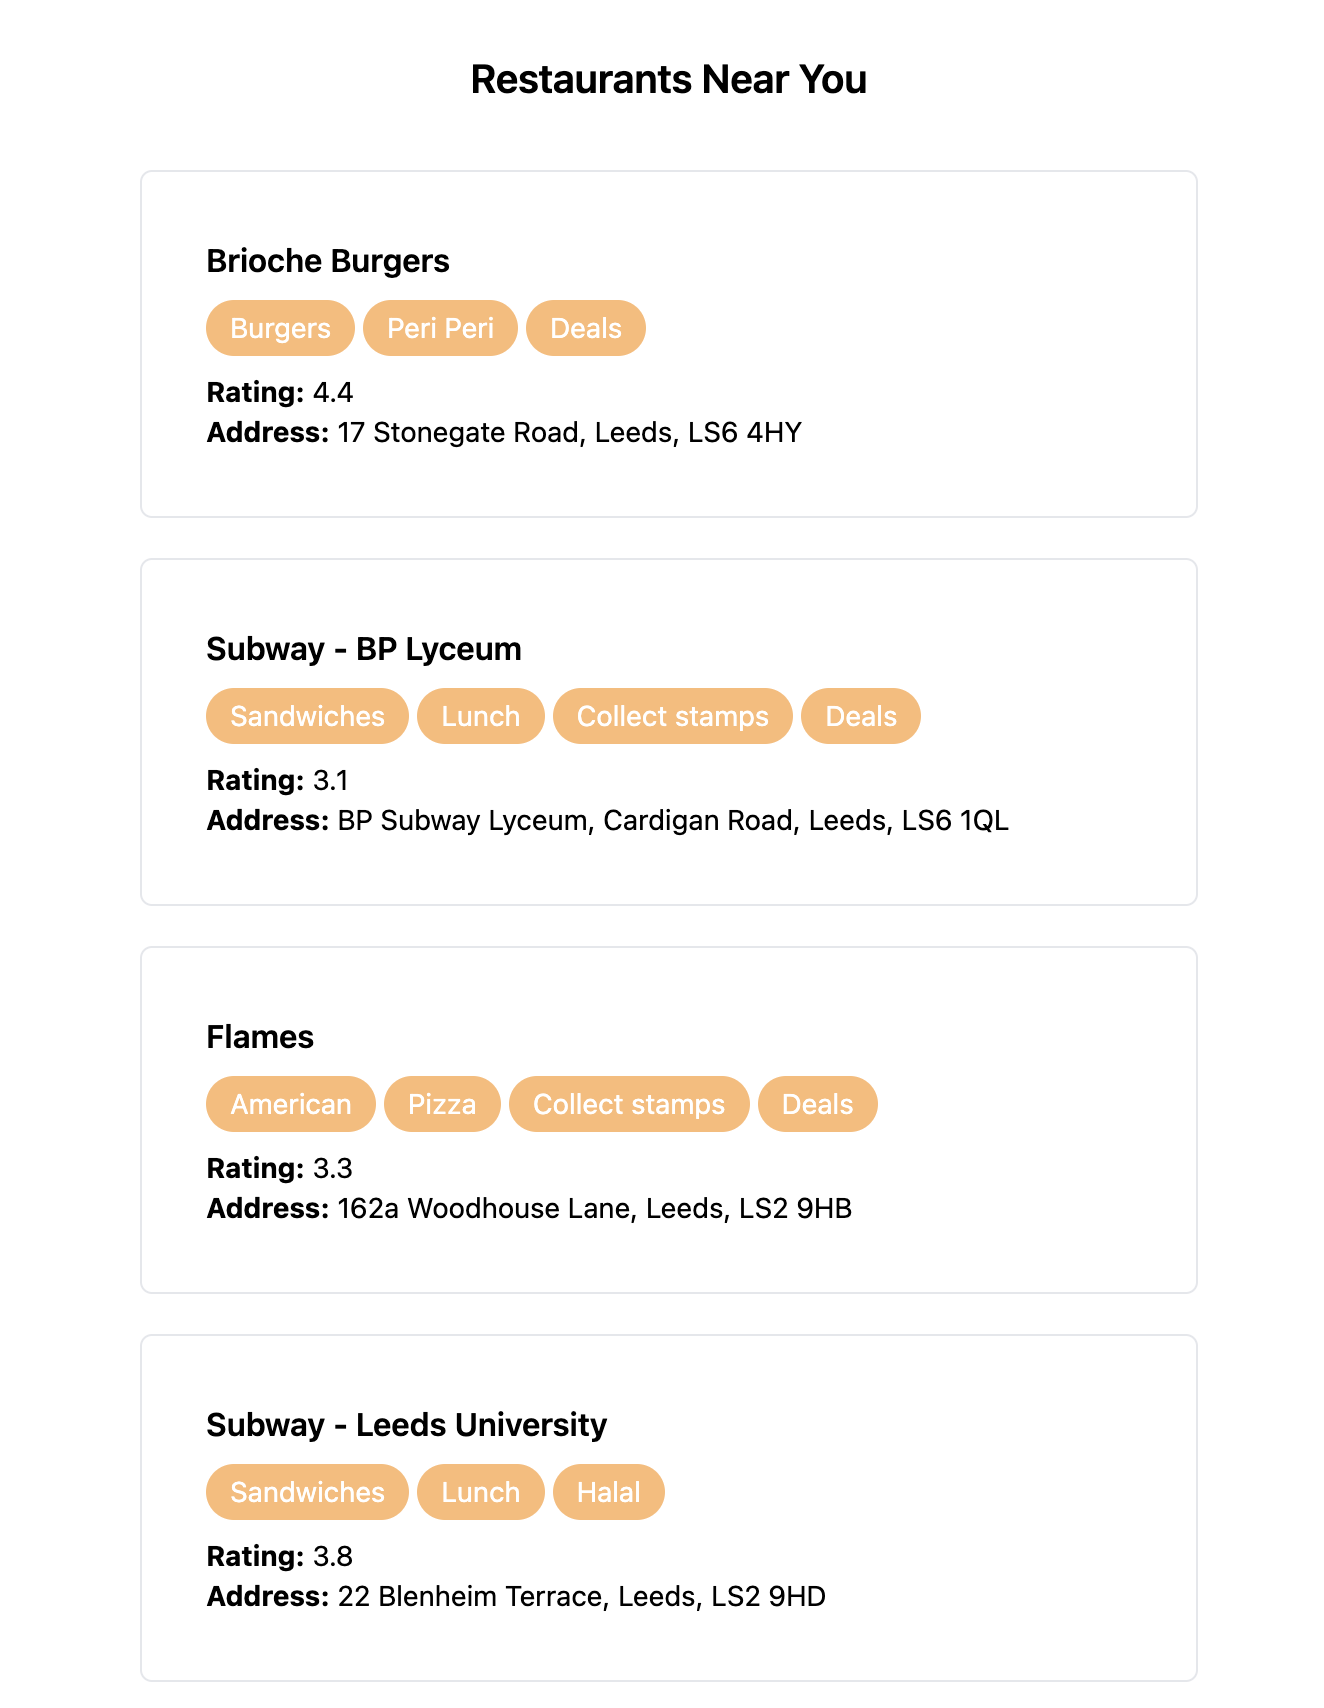 Restaurants Near You
Brioche Burgers
Burgers Peri Peri Deals
Rating: 4.4
Address: 17 Stonegate Road, Leeds, LS6 4HY
Subway - BP Lyceum
Sandwiches Lunch Collect stamps Deals
Rating: 3.1
Address: BP Subway Lyceum, Cardigan Road, Leeds, LS6 1QL
Flames
American Pizza Collect stamps Deals
Rating: 3.3
Address: 162a Woodhouse Lane, Leeds, LS2 9HB
Subway - Leeds University
Sandwiches Lunch Halal
Rating: 3.8
Address: 22 Blenheim Terrace, Leeds, LS2 9HD